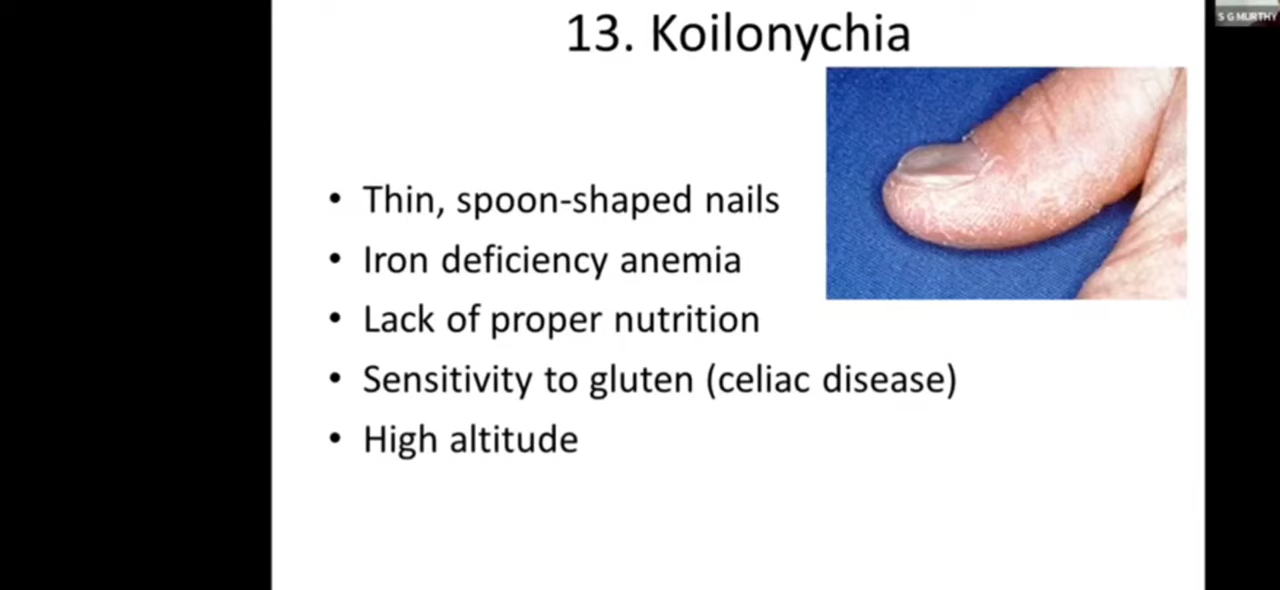 S G MURTHY
13. Koilonychia
• Thin, spoon-shaped nails
• Iron deficiency anemia
• Lack of proper nutrition
• Sensitivity to gluten (celiac disease)
• High altitude